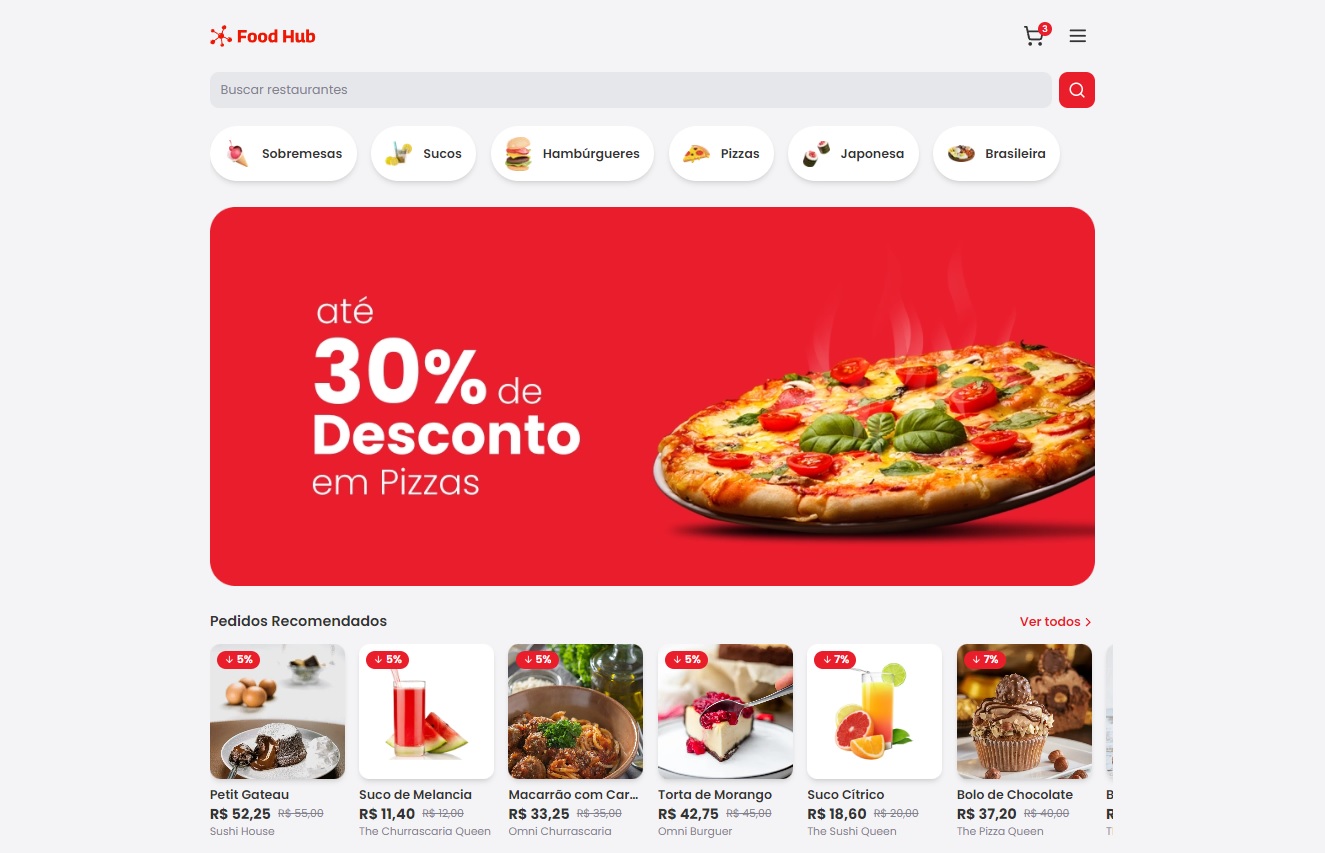 Food Hub
3
Buscar restaurantes
Sobremesas
Sucos
Hambúrgueres
Pizzas
Japonesa
Brasileira
até
30% de
Desconto
em Pizzas
Pedidos Recomendados
Ver todos
5%
5%
5%
5%
7%
7%
Petit Gateau
Suco de Melancia
Macarrão com Car...
Torta de Morango
Suco Cítrico
Bolo de Chocolate
R$ 52,25 R$ 55,00
R$ 11,40 R$ 12,00
R$ 33,25 R$ 35,00
R$ 42,75 R$ 45,00
R$ 18,60 R$ 20,00
R$ 37,20 R$ 40,00
Sushi House
The Churrascaria Queen
Omni Churrascaria
Omni Burguer
The Sushi Queen
The Pizza Queen